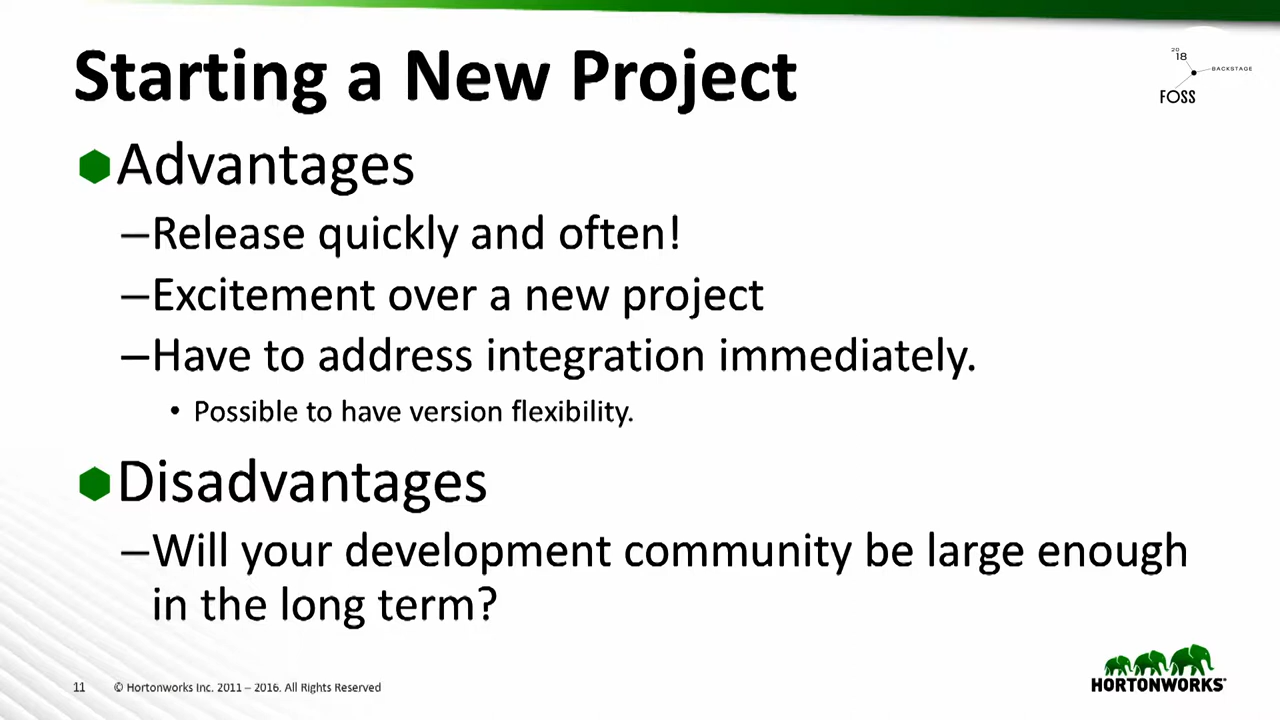 Starting a New Project
20
18
BACKSTAGE
FOSS
Advantages
–Release quickly and often!
–Excitement over a new project
–Have to address integration immediately.
• Possible to have version flexibility.
Disadvantages
–Will your development community be large enough
in the long term?
11 © Hortonworks Inc. 2011 – 2016. All Rights Reserved
HORTONWORKS